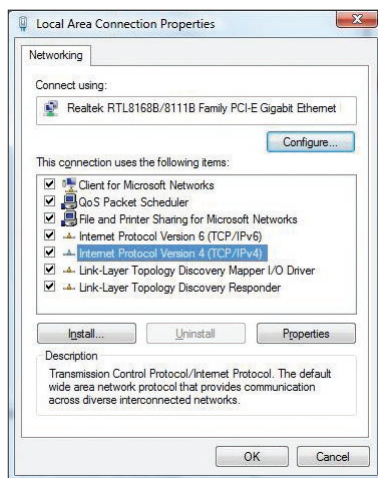 Local Area Connection Properties
Networking
Connect using:
Realtek RTL8168B/8111B Family PCI-E Gigabit Ethernet
Configure...
This connection uses the following items:
Client for Microsoft Networks
QoS Packet Scheduler
File and Printer Sharing for Microsoft Networks
Internet Protocol Version 6 (TCP/IPv6)
Internet Protocol Version 4 (TCP/IPv4)
Link-Layer Topology Discovery Mapper I/O Driver
Link-Layer Topology Discovery Responder
Install... Uninstall Properties
Description
Transmission Control Protocol/Internet Protocol. The default
wide area network protocol that provides communication
across diverse interconnected networks.
OK Cancel